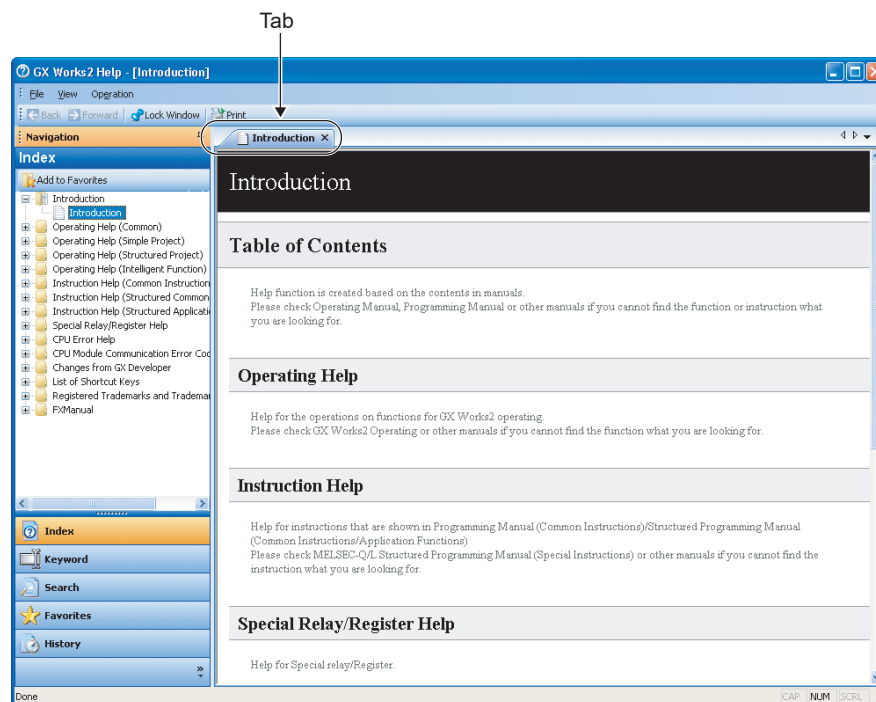 Tab
GX Works2 Help - [Introduction]
File View Operation
Back Forward Lock Window Print
Navigation
Introduction
Index
Add to Favorites
Introduction
Introduction
Operating Help (Common)
Operating Help (Simple Project)
Operating Help (Structured Project)
Operating Help (Intelligent Function)
Instruction Help (Common Instruction
Instruction Help (Structured Common
Instruction Help (Structured Applicati
Special Relay/Register Help
CPU Error Help
CPU Module Communication Error Cod
Changes from GX Developer
List of Shortcut Keys
Registered Trademarks and Trademar
FXManual
Index
Keyword
Search
Favorites
History
Introduction
Table of Contents
Help function is created based on the contents in manuals.
Please check Operating Manual, Programming Manual or other manuals if you cannot find the function or instruction what
you are looking for.
Operating Help
Help for the operations on functions for GX Works2 operating.
Please check GX Works2 Operating or other manuals if you cannot find the function what you are looking for.
Instruction Help
Help for instructions that are shown in Programming Manual (Common Instructions)/Structured Programming Manual
(Common Instructions/Application Functions)
Please check MELSEC-Q/L Structured Programming Manual (Special Instructions) or other manuals if you cannot find the
instruction what you are looking for.
Special Relay/Register Help
Help for Special relay/Register.
Done
CAP NUM SCRL